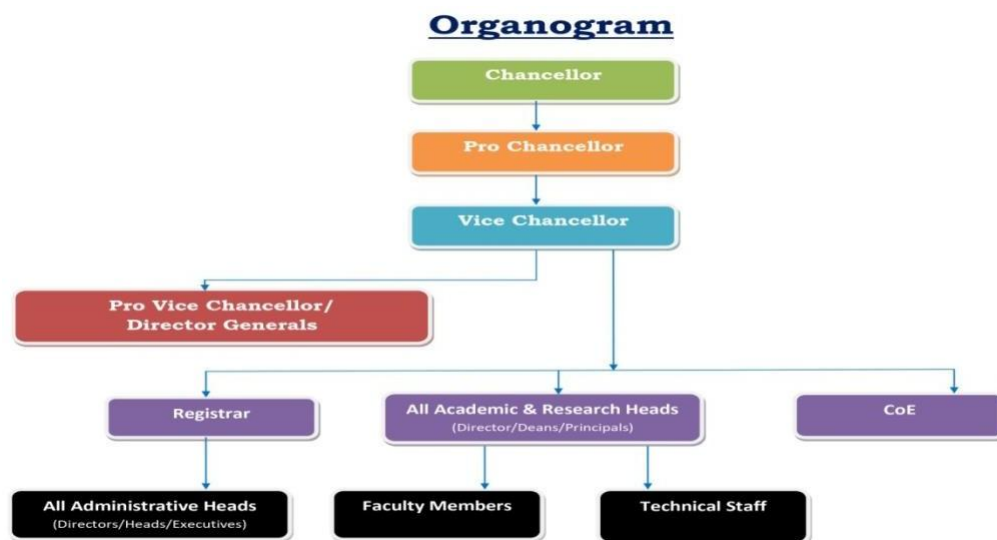 Organogram
Chancellor
Pro Chancellor
Vice Chancellor
Pro Vice Chancellor/
Director Generals
Registrar
All Academic & Research Heads
(Director/Deans/Principals)
CoE
All Administrative Heads
(Directors/Heads/Executives)
Faculty Members
Technical Staff